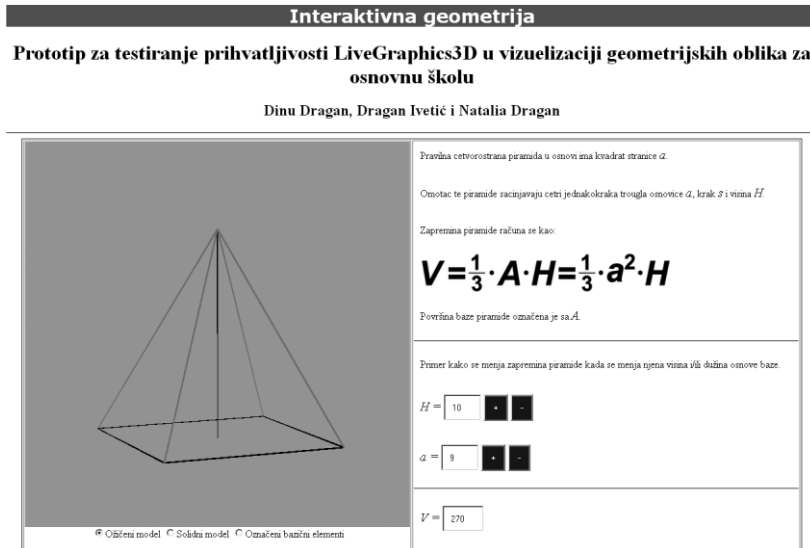 Interaktivna geometrija
Prototip za testiranje prihvatljivosti LiveGraphics3D u vizuelizaciji geometrijskih oblika za
osnovnu školu
Dinu Dragan, Dragan Ivetić i Natalia Dragan
Pravilna cetvorostrana piramida u osnovi ima kvadrat stranice a.
Omotac te piramide sacinjavaju cetri jednakokraka trougla osnovice a, krak s i visina H.
Zapremina piramide računa se kao:
V=1/3·A·H=1/3·a²·H
Površina baze piramide označena je sa A.
Primer kako se menja zapremina piramide kada se menja njena visina i/ili dužina osnove baze.
H = 10 + -
a = 9 + -
V = 270
Ožičeni model Solidni model Označeni bazični elementi